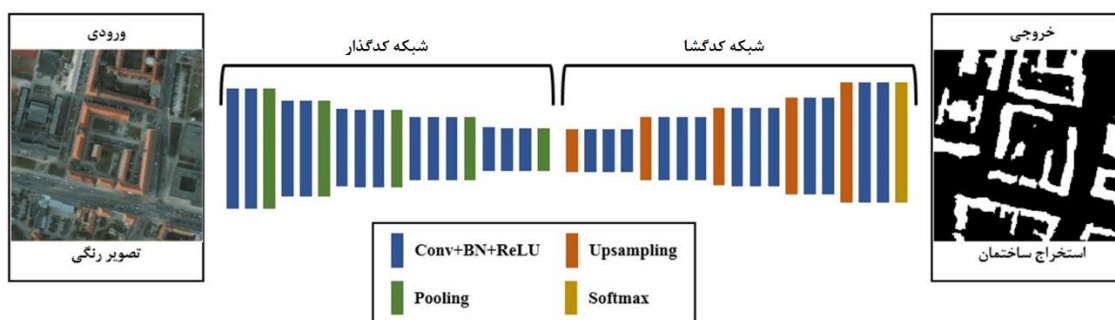 ورودی
تصویر رنگی
شبکه کدگذار
شبکه کدگشا
خروجی
استخراج ساختمان
Conv+BN+ReLU
Upsampling
Pooling
Softmax